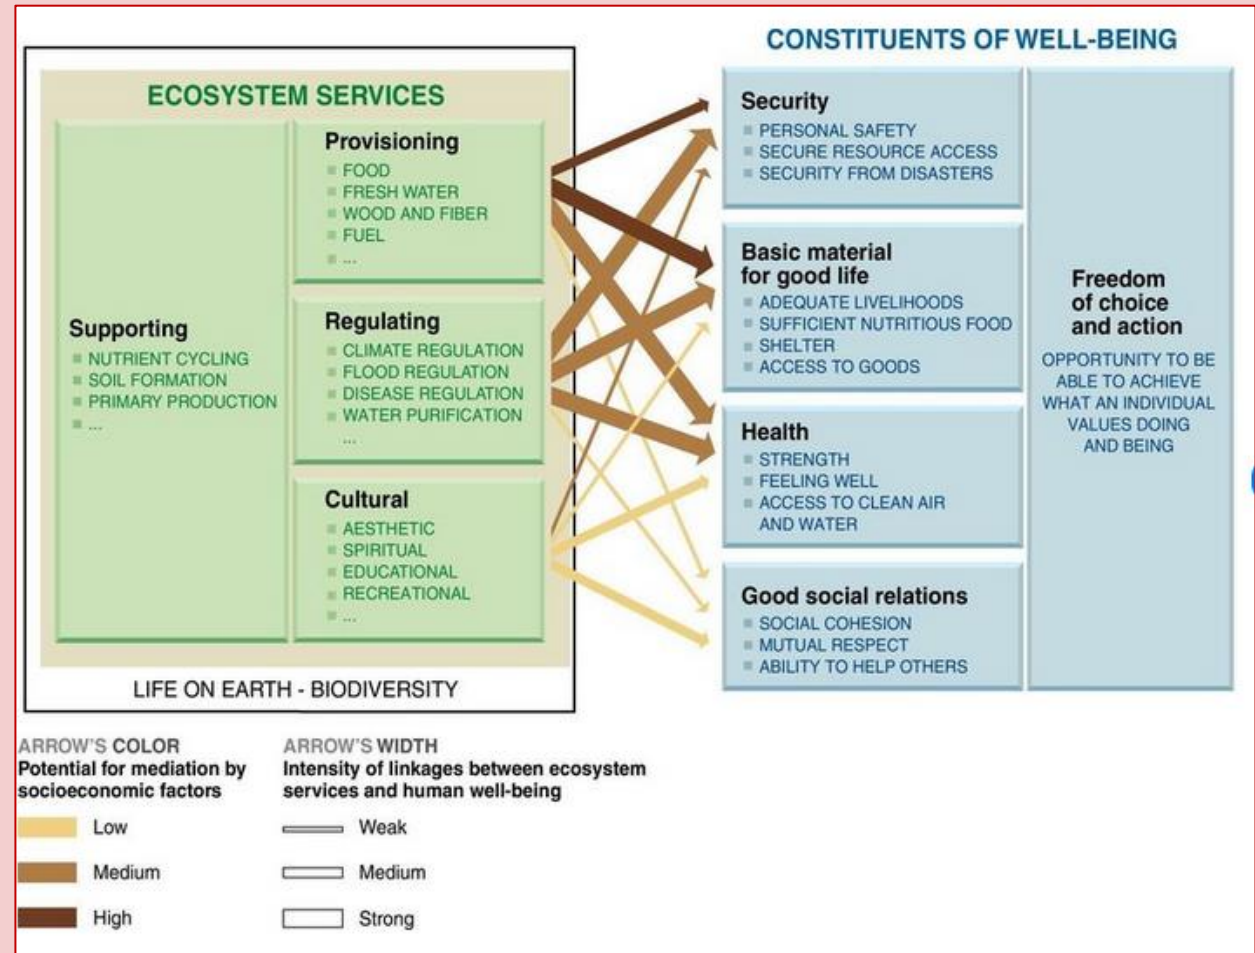 CONSTITUENTS OF WELL-BEING
ECOSYSTEM SERVICES
Supporting
NUTRIENT CYCLING
SOIL FORMATION
PRIMARY PRODUCTION
...
Provisioning
FOOD
FRESH WATER
WOOD AND FIBER
FUEL
...
Regulating
CLIMATE REGULATION
FLOOD REGULATION
DISEASE REGULATION
WATER PURIFICATION
...
Cultural
AESTHETIC
SPIRITUAL
EDUCATIONAL
RECREATIONAL
...
LIFE ON EARTH - BIODIVERSITY
Security
PERSONAL SAFETY
SECURE RESOURCE ACCESS
SECURITY FROM DISASTERS
Basic material
for good life
ADEQUATE LIVELIHOODS
SUFFICIENT NUTRITIOUS FOOD
SHELTER
ACCESS TO GOODS
Health
STRENGTH
FEELING WELL
ACCESS TO CLEAN AIR
AND WATER
Good social relations
SOCIAL COHESION
MUTUAL RESPECT
ABILITY TO HELP OTHERS
Freedom
of choice
and action
OPPORTUNITY TO BE
ABLE TO ACHIEVE
WHAT AN INDIVIDUAL
VALUES DOING
AND BEING
ARROW'S COLOR
Potential for mediation by
socioeconomic factors
Low
Medium
High
ARROW'S WIDTH
Intensity of linkages between ecosystem
services and human well-being
Weak
Medium
Strong